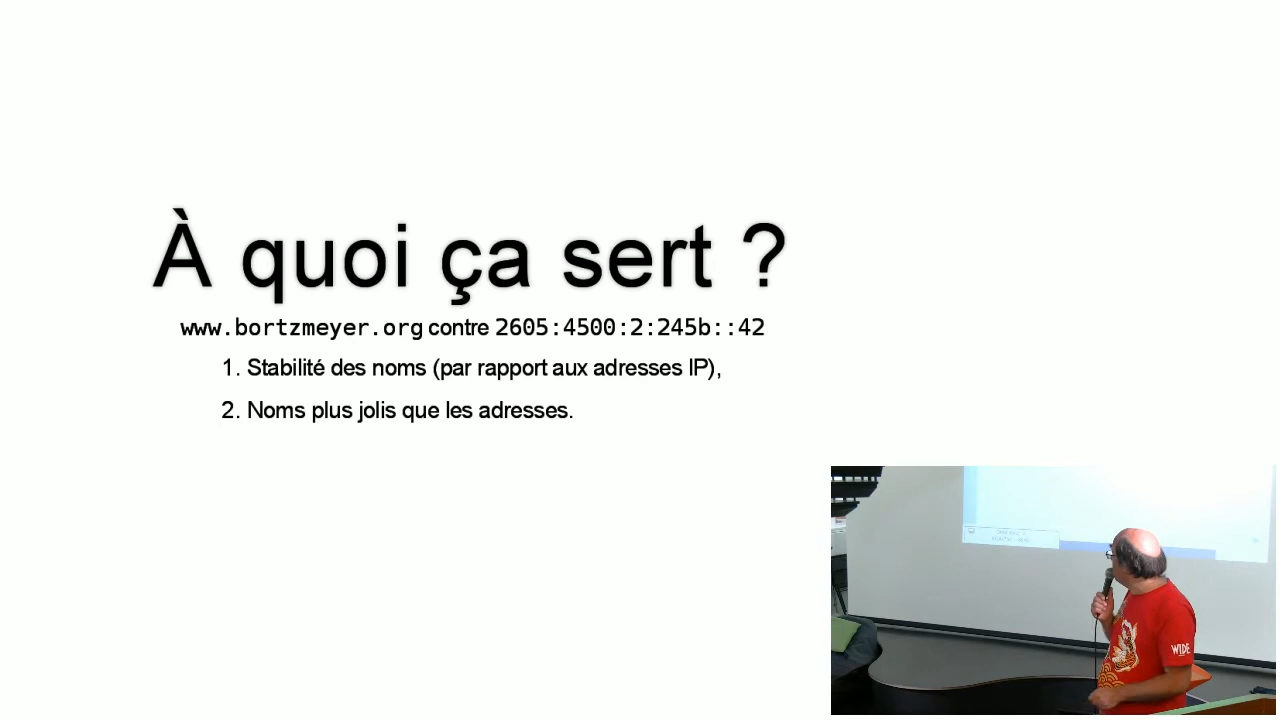 À quoi ça sert ?
www.bortzmeyer.org contre 2605:4500:2:245b::42
1. Stabilité des noms (par rapport aux adresses IP),
2. Noms plus jolis que les adresses.
WIDE